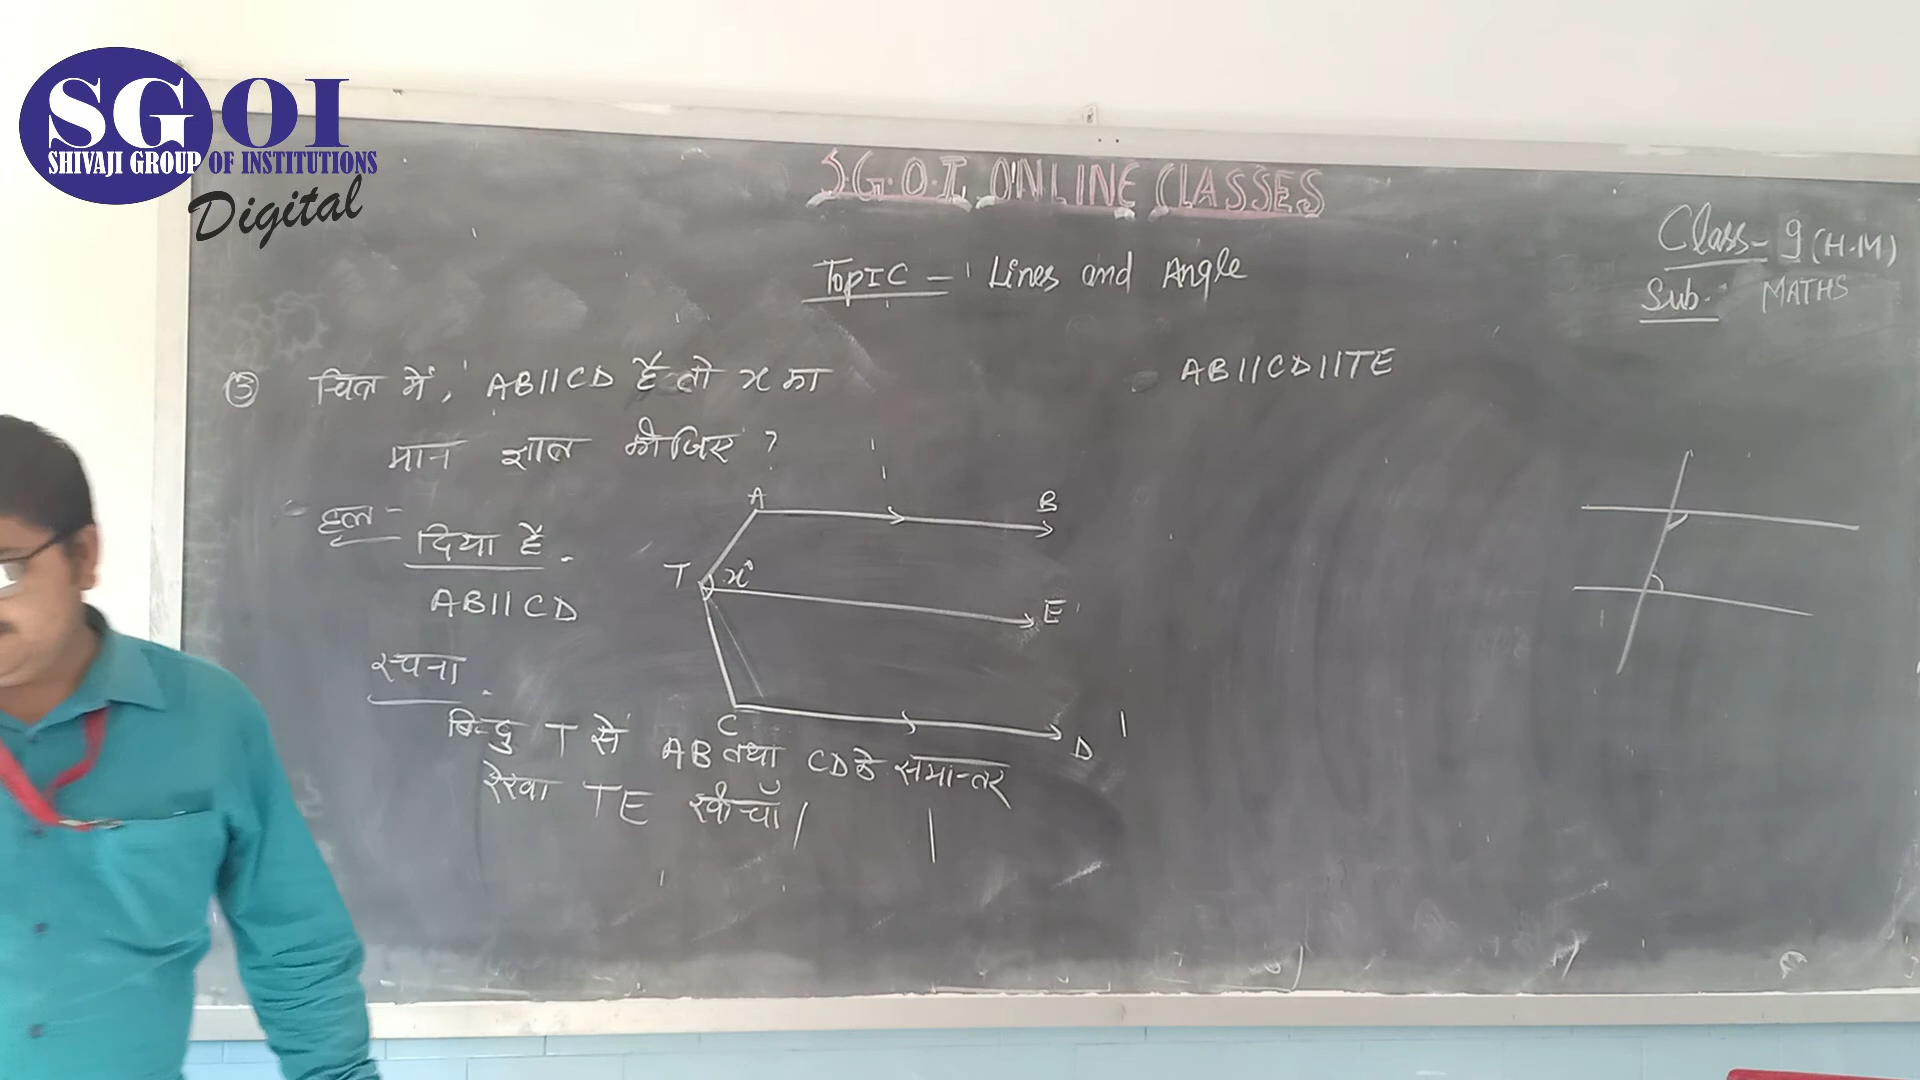 SGOI
SHIVAJI GROUP OF INSTITUTIONS
Digital
S.G.O.I. ONLINE CLASSES
Class- 9 (H.M)
Sub.- MATHS
TOPIC - Lines and Angle
③ चित्र में, AB||CD है तो x का
मान ज्ञात कीजिए ?
AB||CD||TE
हल-
दिया है -
AB||CD
रचना -
बिन्दु T से AB तथा CD के समान्तर
रेखा TE खींचा।
A
B
T
x°
E
C
D